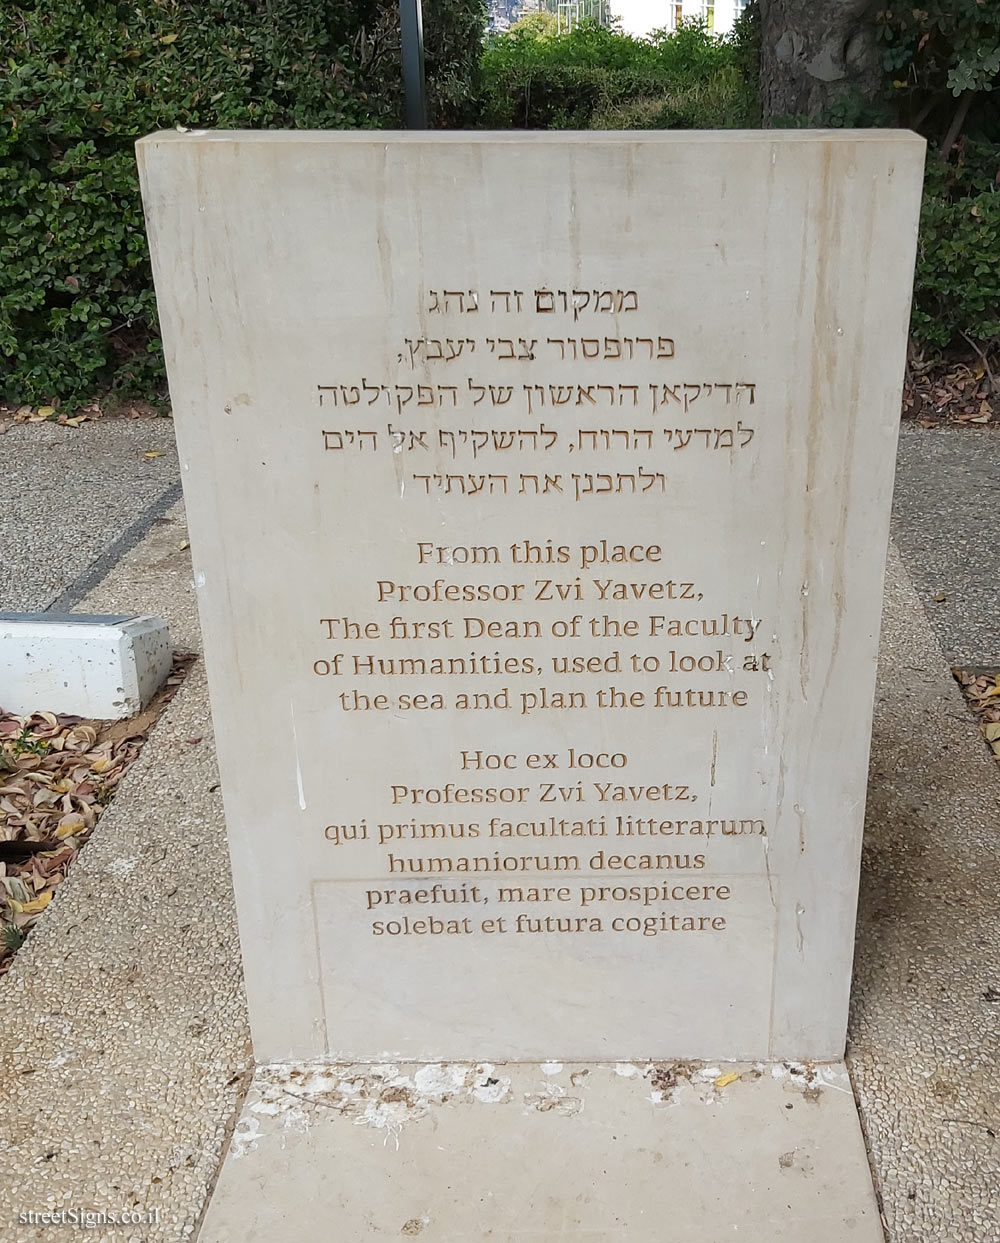 ממקום זה נהג
פרופסור צבי יעבץ,
הדיקאן הראשון של הפקולטה
למדעי הרוח, להשקיף אל הים
ולתכנן את העתיד
From this place
Professor Zvi Yavetz,
The first Dean of the Faculty
of Humanities, used to look at
the sea and plan the future
Hoc ex loco
Professor Zvi Yavetz,
qui primus facultati litterarum
humaniorum decanus
praefuit, mare prospicere
solebat et futura cogitare
streetSigns.co.il